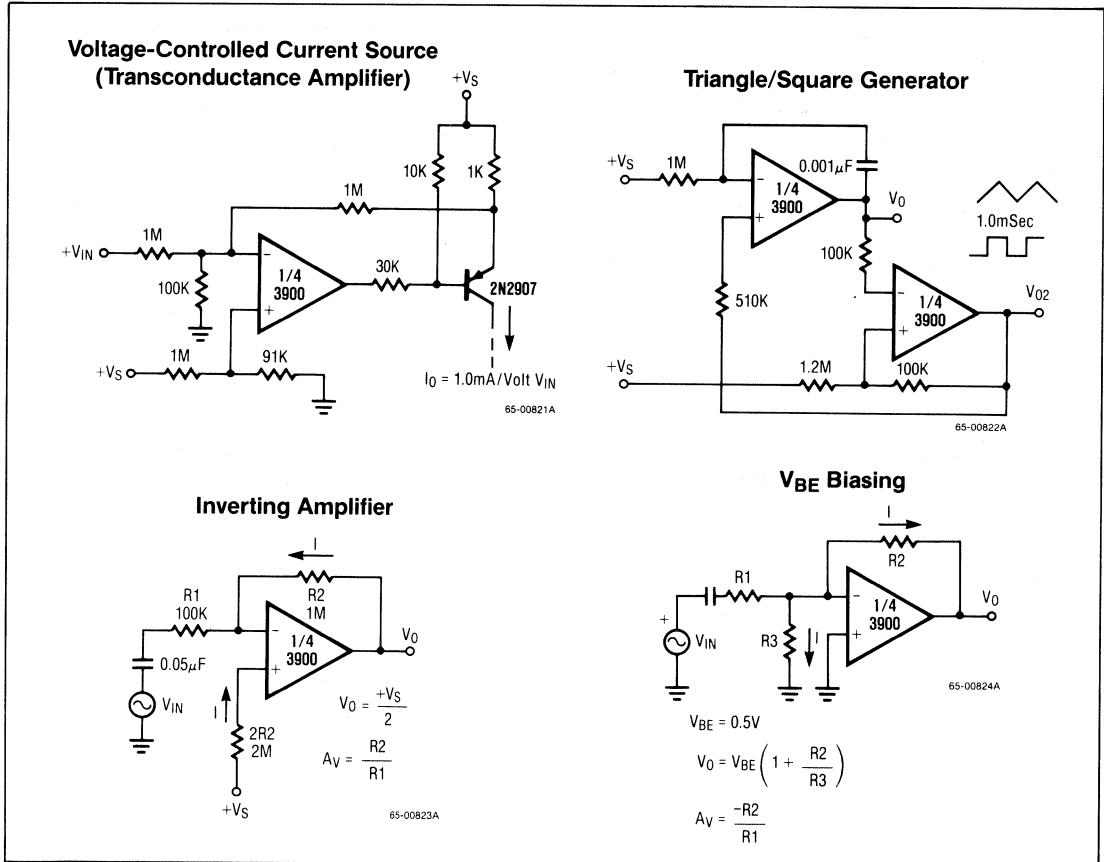 Voltage-Controlled Current Source
(Transconductance Amplifier)
+VS
10K
1K
1M
+VIN
1M
100K
−
+
1/4
3900
30K
2N2907
+VS
1M
91K
IO = 1.0mA/Volt VIN
65-00821A
Triangle/Square Generator
+VS
1M
−
+
1/4
3900
0.001μF
VO
1.0mSec
100K
510K
−
+
1/4
3900
VO2
+VS
1.2M
100K
65-00822A
Inverting Amplifier
I
R1
100K
R2
1M
−
+
1/4
3900
VO
0.05μF
VIN
I
2R2
2M
+VS
VO = +VS
2
AV = R2
R1
65-00823A
VBE Biasing
I
R2
R1
−
+
1/4
3900
VO
+
VIN
R3
I
65-00824A
VBE = 0.5V
VO = VBE ( 1 + R2
R3 )
AV = −R2
R1